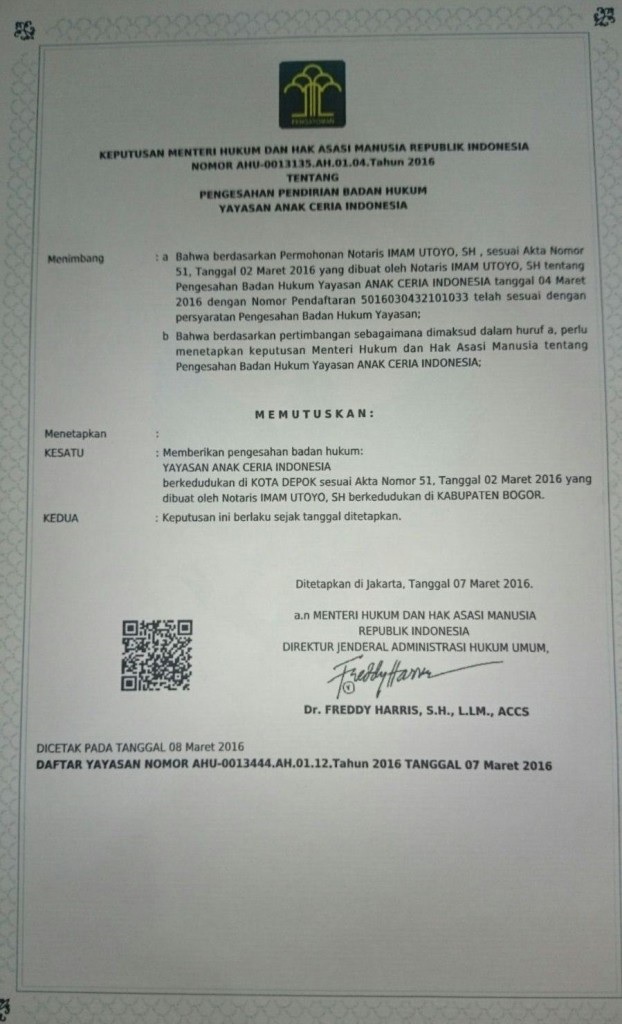 PENGAYOMAN
KEPUTUSAN MENTERI HUKUM DAN HAK ASASI MANUSIA REPUBLIK INDONESIA
NOMOR AHU-0013135.AH.01.04.Tahun 2016
TENTANG
PENGESAHAN PENDIRIAN BADAN HUKUM
YAYASAN ANAK CERIA INDONESIA
Menimbang : a Bahwa berdasarkan Permohonan Notaris IMAM UTOYO, SH , sesuai Akta Nomor
51, Tanggal 02 Maret 2016 yang dibuat oleh Notaris IMAM UTOYO, SH tentang
Pengesahan Badan Hukum Yayasan ANAK CERIA INDONESIA tanggal 04 Maret
2016 dengan Nomor Pendaftaran 5016030432101033 telah sesuai dengan
persyaratan Pengesahan Badan Hukum Yayasan;
b Bahwa berdasarkan pertimbangan sebagaimana dimaksud dalam huruf a, perlu
menetapkan keputusan Menteri Hukum dan Hak Asasi Manusia tentang
Pengesahan Badan Hukum Yayasan ANAK CERIA INDONESIA;
MEMUTUSKAN:
Menetapkan :
KESATU : Memberikan pengesahan badan hukum:
YAYASAN ANAK CERIA INDONESIA
berkedudukan di KOTA DEPOK sesuai Akta Nomor 51, Tanggal 02 Maret 2016 yang
dibuat oleh Notaris IMAM UTOYO, SH berkedudukan di KABUPATEN BOGOR.
KEDUA : Keputusan ini berlaku sejak tanggal ditetapkan.
Ditetapkan di Jakarta, Tanggal 07 Maret 2016.
a.n MENTERI HUKUM DAN HAK ASASI MANUSIA
REPUBLIK INDONESIA
DIREKTUR JENDERAL ADMINISTRASI HUKUM UMUM,
Freddy Harris
Dr. FREDDY HARRIS, S.H., L.LM., ACCS
DICETAK PADA TANGGAL 08 Maret 2016
DAFTAR YAYASAN NOMOR AHU-0013444.AH.01.12.Tahun 2016 TANGGAL 07 Maret 2016